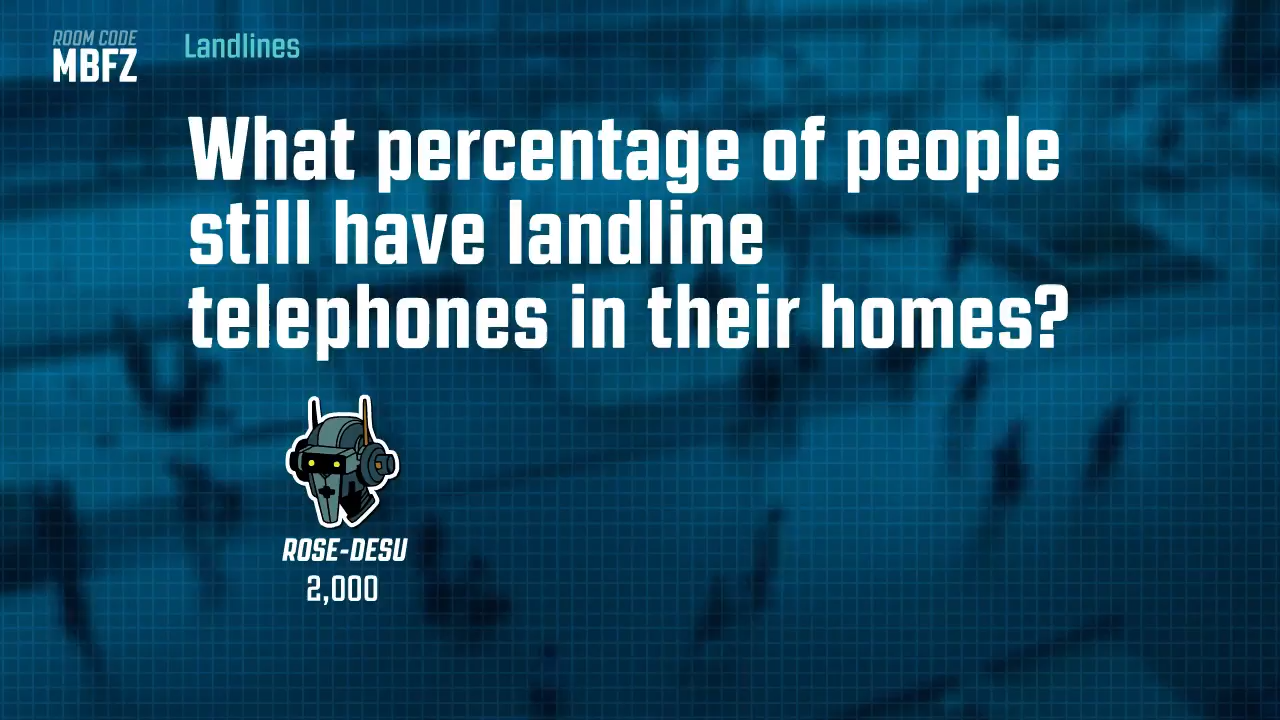 ROOM CODE
MBFZ
Landlines
What percentage of people
still have landline
telephones in their homes?
ROSE-DESU
2,000